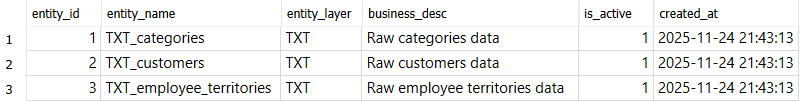 entity_id entity_name entity_layer business_desc is_active created_at
1 1 TXT_categories TXT Raw categories data 1 2025-11-24 21:43:13
2 2 TXT_customers TXT Raw customers data 1 2025-11-24 21:43:13
3 3 TXT_employee_territories TXT Raw employee territories data 1 2025-11-24 21:43:13